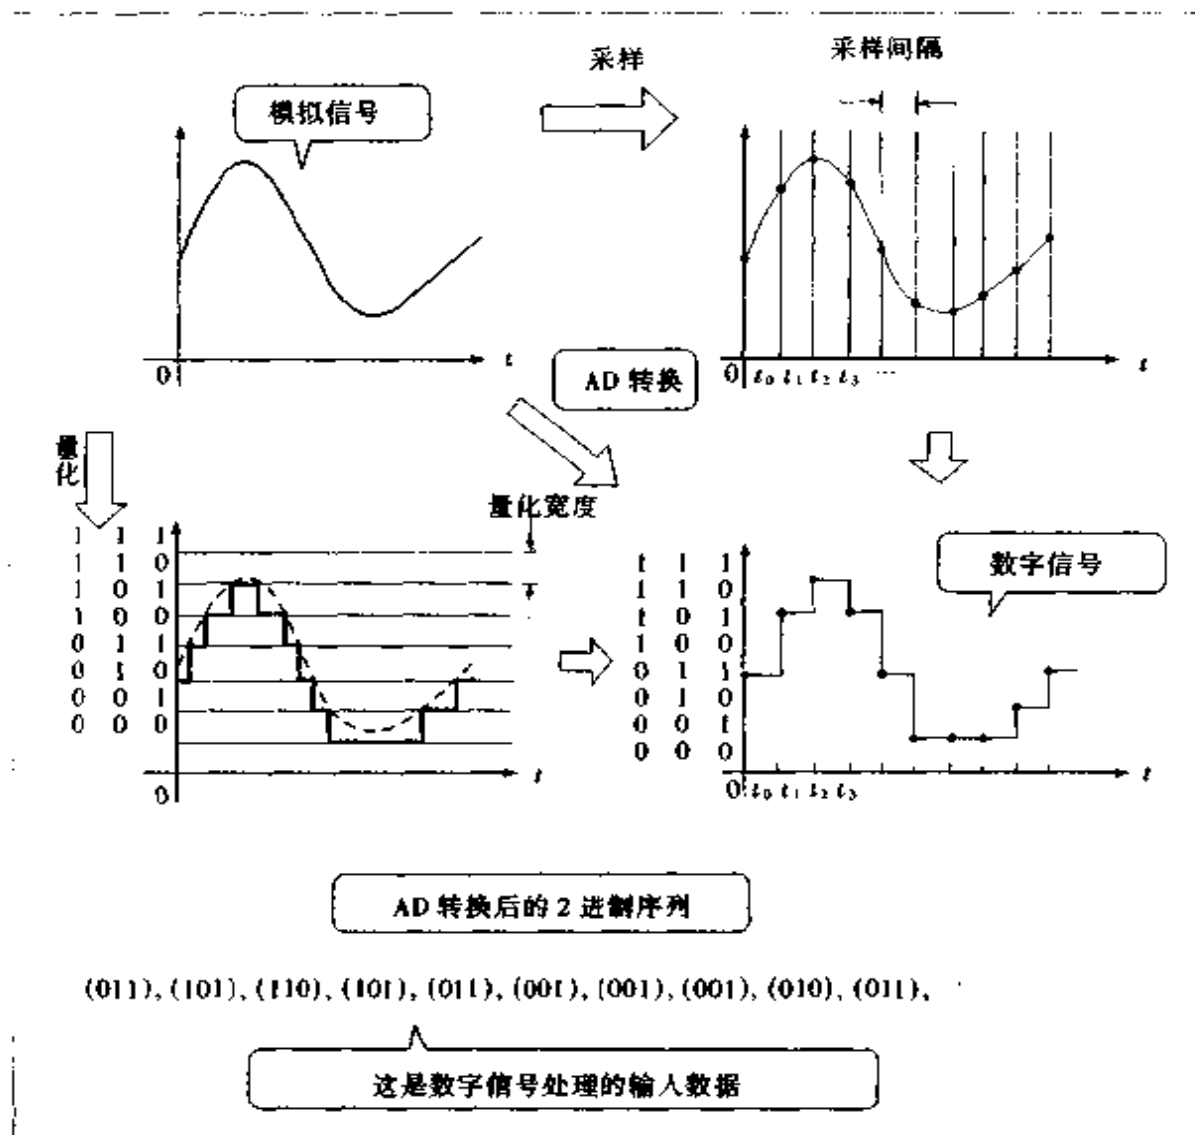 采样
采样间隔
模拟信号
0
t
AD 转换
0 t₀ t₁ t₂ t₃ …
t
量化
量化宽度
1 1 1
1 1 0
1 0 1
1 0 0
0 1 1
0 1 0
0 0 1
0 0 0
0
t
数字信号
1 1 1
1 1 0
1 0 1
1 0 0
0 1 1
0 1 0
0 0 1
0 0 0
0 t₀ t₁ t₂ t₃
t
AD 转换后的 2 进制序列
(011), (101), (110), (101), (011), (001), (001), (001), (010), (011),
这是数字信号处理的输入数据